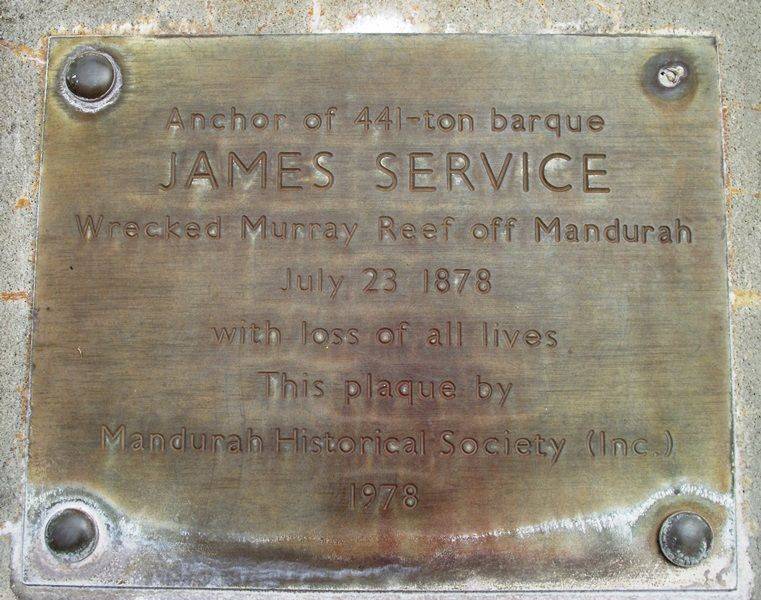 Anchor of 441-ton barque
JAMES SERVICE
Wrecked Murray Reef off Mandurah
July 23 1878
with loss of all lives
This plaque by
Mandurah Historical Society (Inc.)
1978